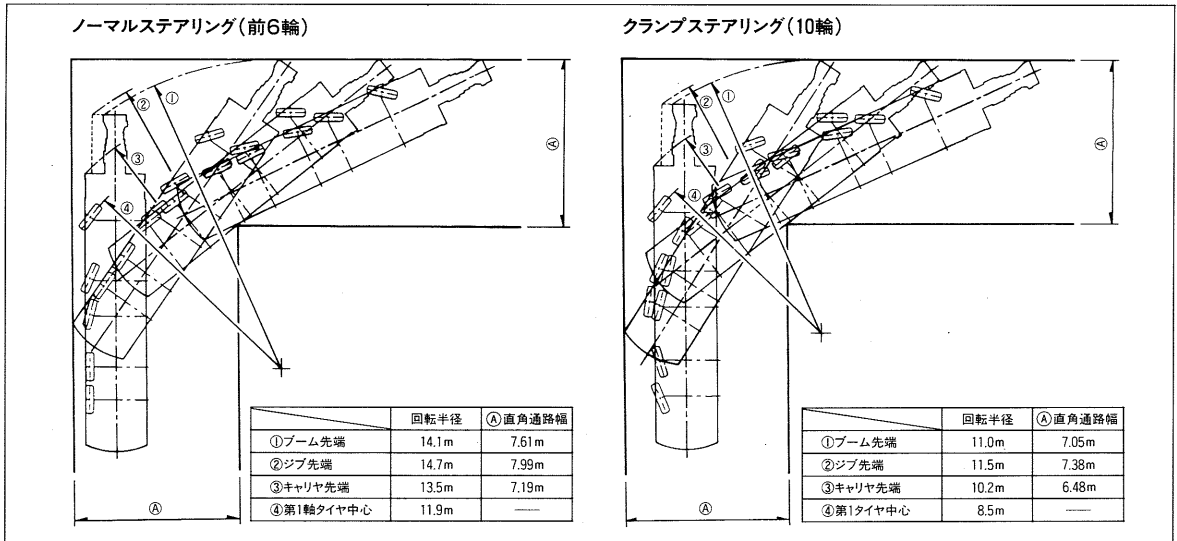 ノーマルステアリング(前6輪)
①
②
③
④
Ⓐ
Ⓐ
回転半径 Ⓐ直角通路幅
①ブーム先端 14.1m 7.61m
②ジブ先端 14.7m 7.99m
③キャリヤ先端 13.5m 7.19m
④第1軸タイヤ中心 11.9m ——
クランプステアリング(10輪)
①
②
③
④
Ⓐ
Ⓐ
回転半径 Ⓐ直角通路幅
①ブーム先端 11.0m 7.05m
②ジブ先端 11.5m 7.38m
③キャリヤ先端 10.2m 6.48m
④第1タイヤ中心 8.5m ——